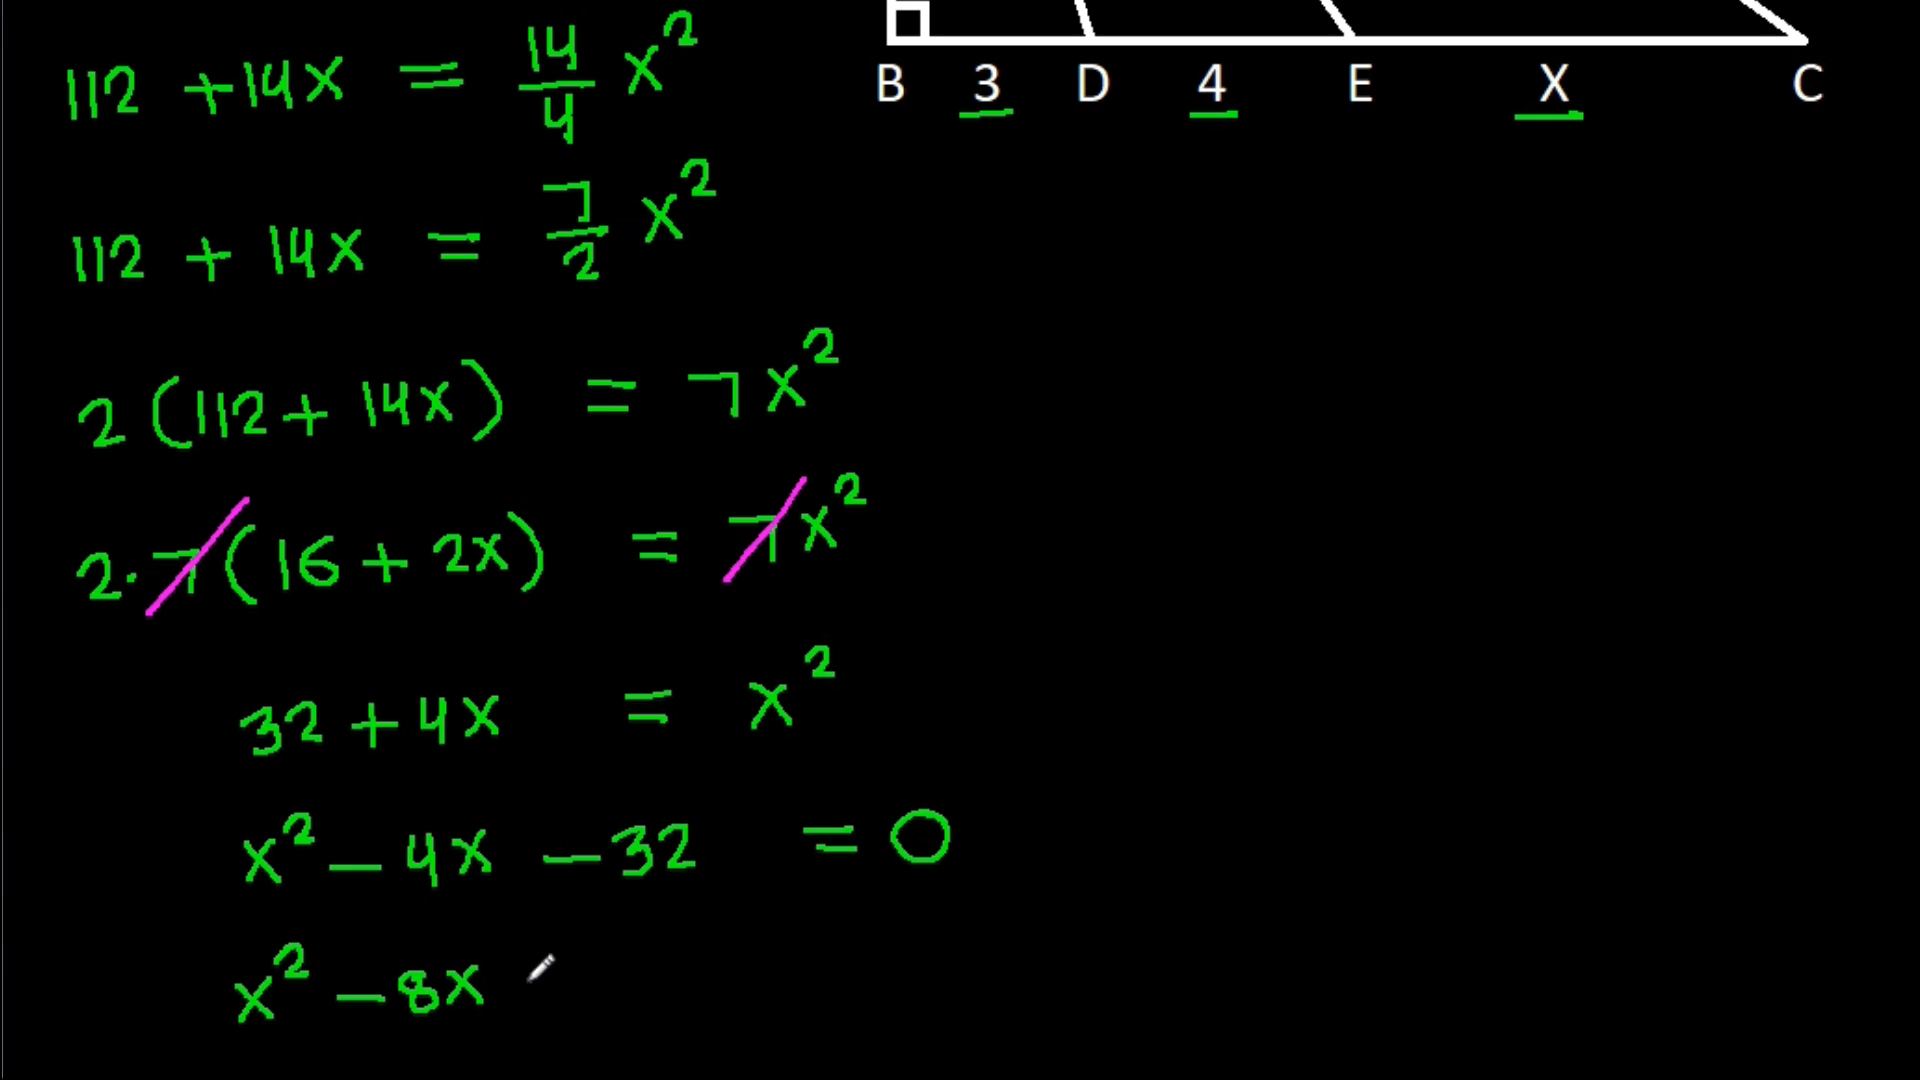 112 + 14x = 14/4 x²
B 3 D 4 E X C
112 + 14x = 7/2 x²
2 (112 + 14x) = 7x²
2·7(16 + 2x) = 7x²
32 + 4x = x²
x² - 4x - 32 = 0
x² - 8x